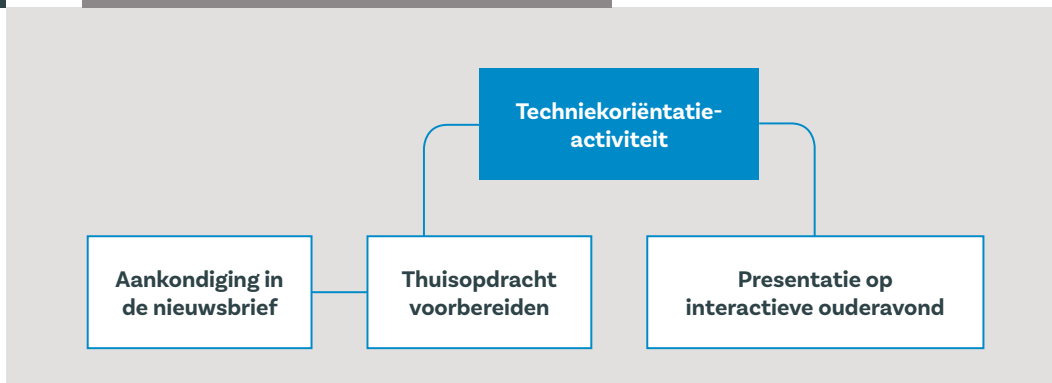 Techniekoriëntatie-
activiteit
Aankondiging in
de nieuwsbrief
Thuisopdracht
voorbereiden
Presentatie op
interactieve ouderavond